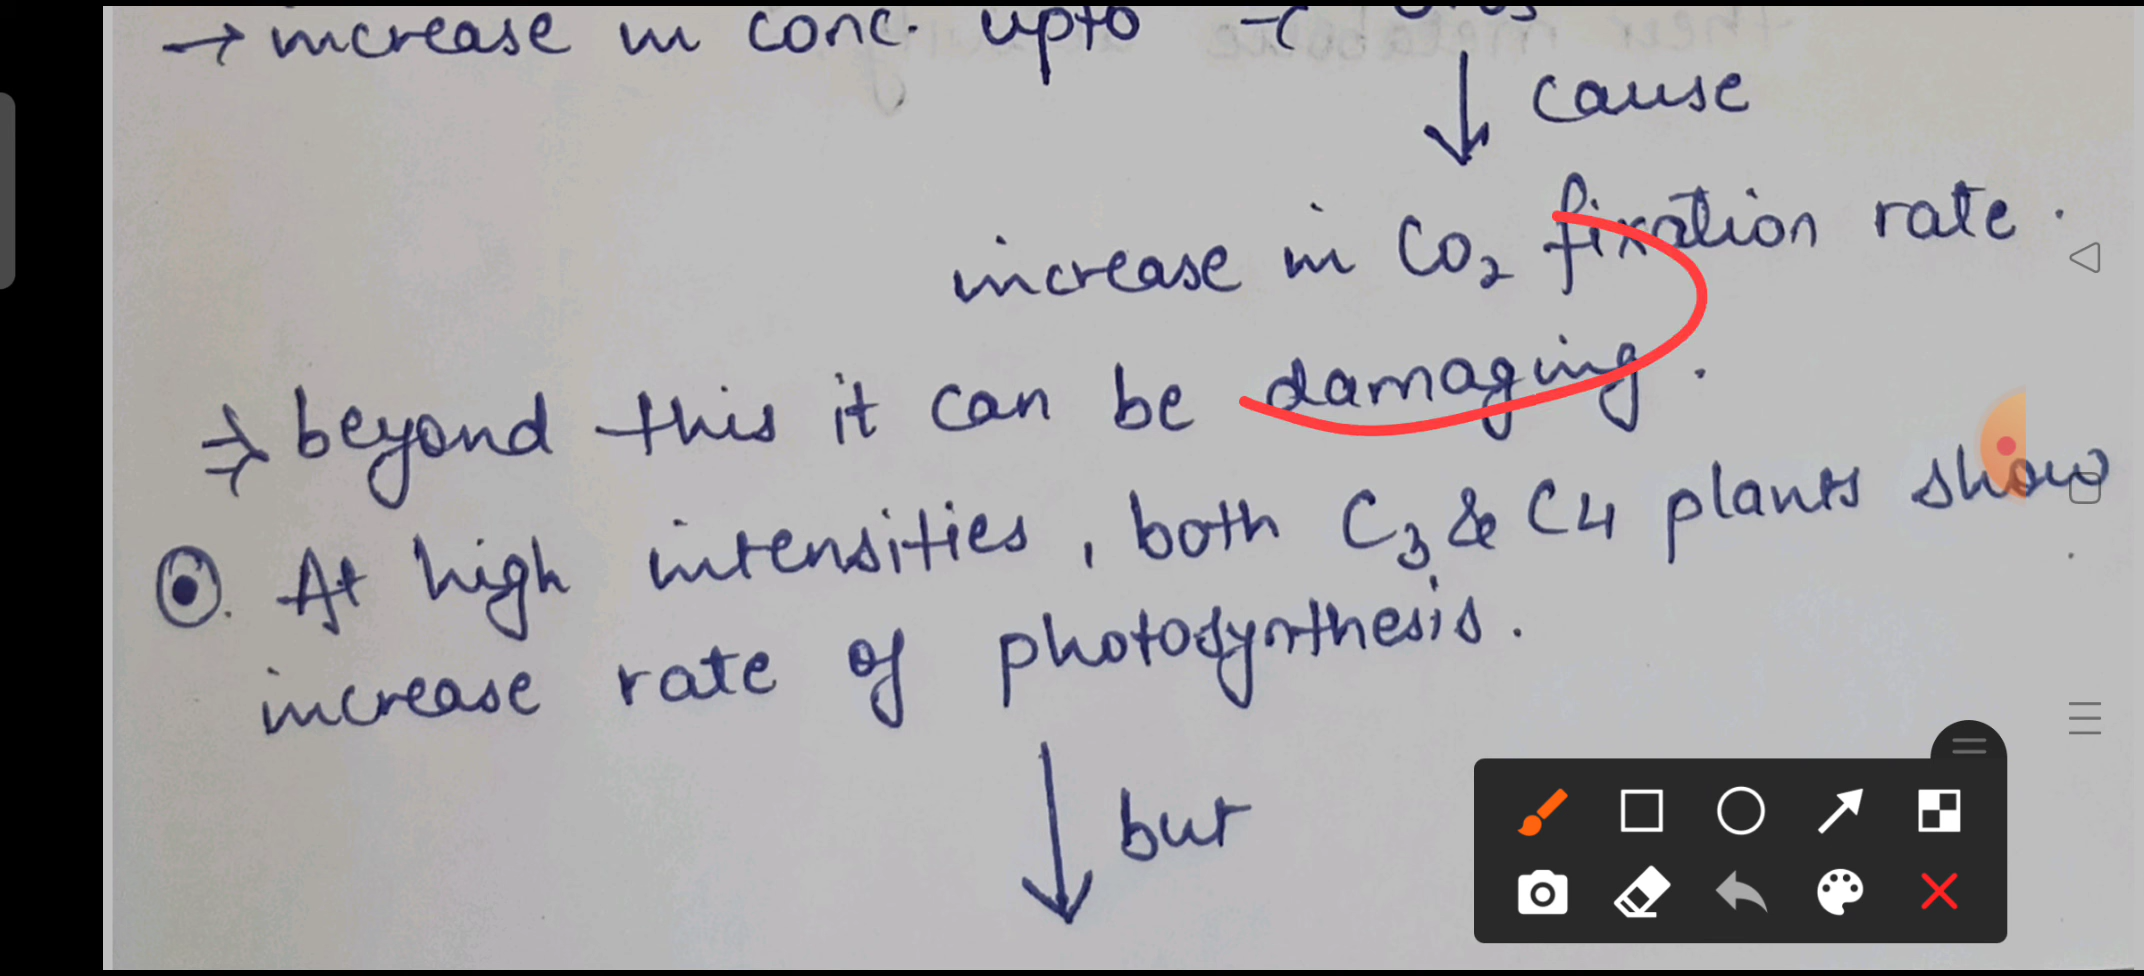 → increase in conc. upto
↓ cause
increase in CO₂ fixation rate.
⇒ beyond this it can be damaging.
⊙. At high intensities, both C₃ & C4 plants show
increase rate of photosynthesis.
↓ but